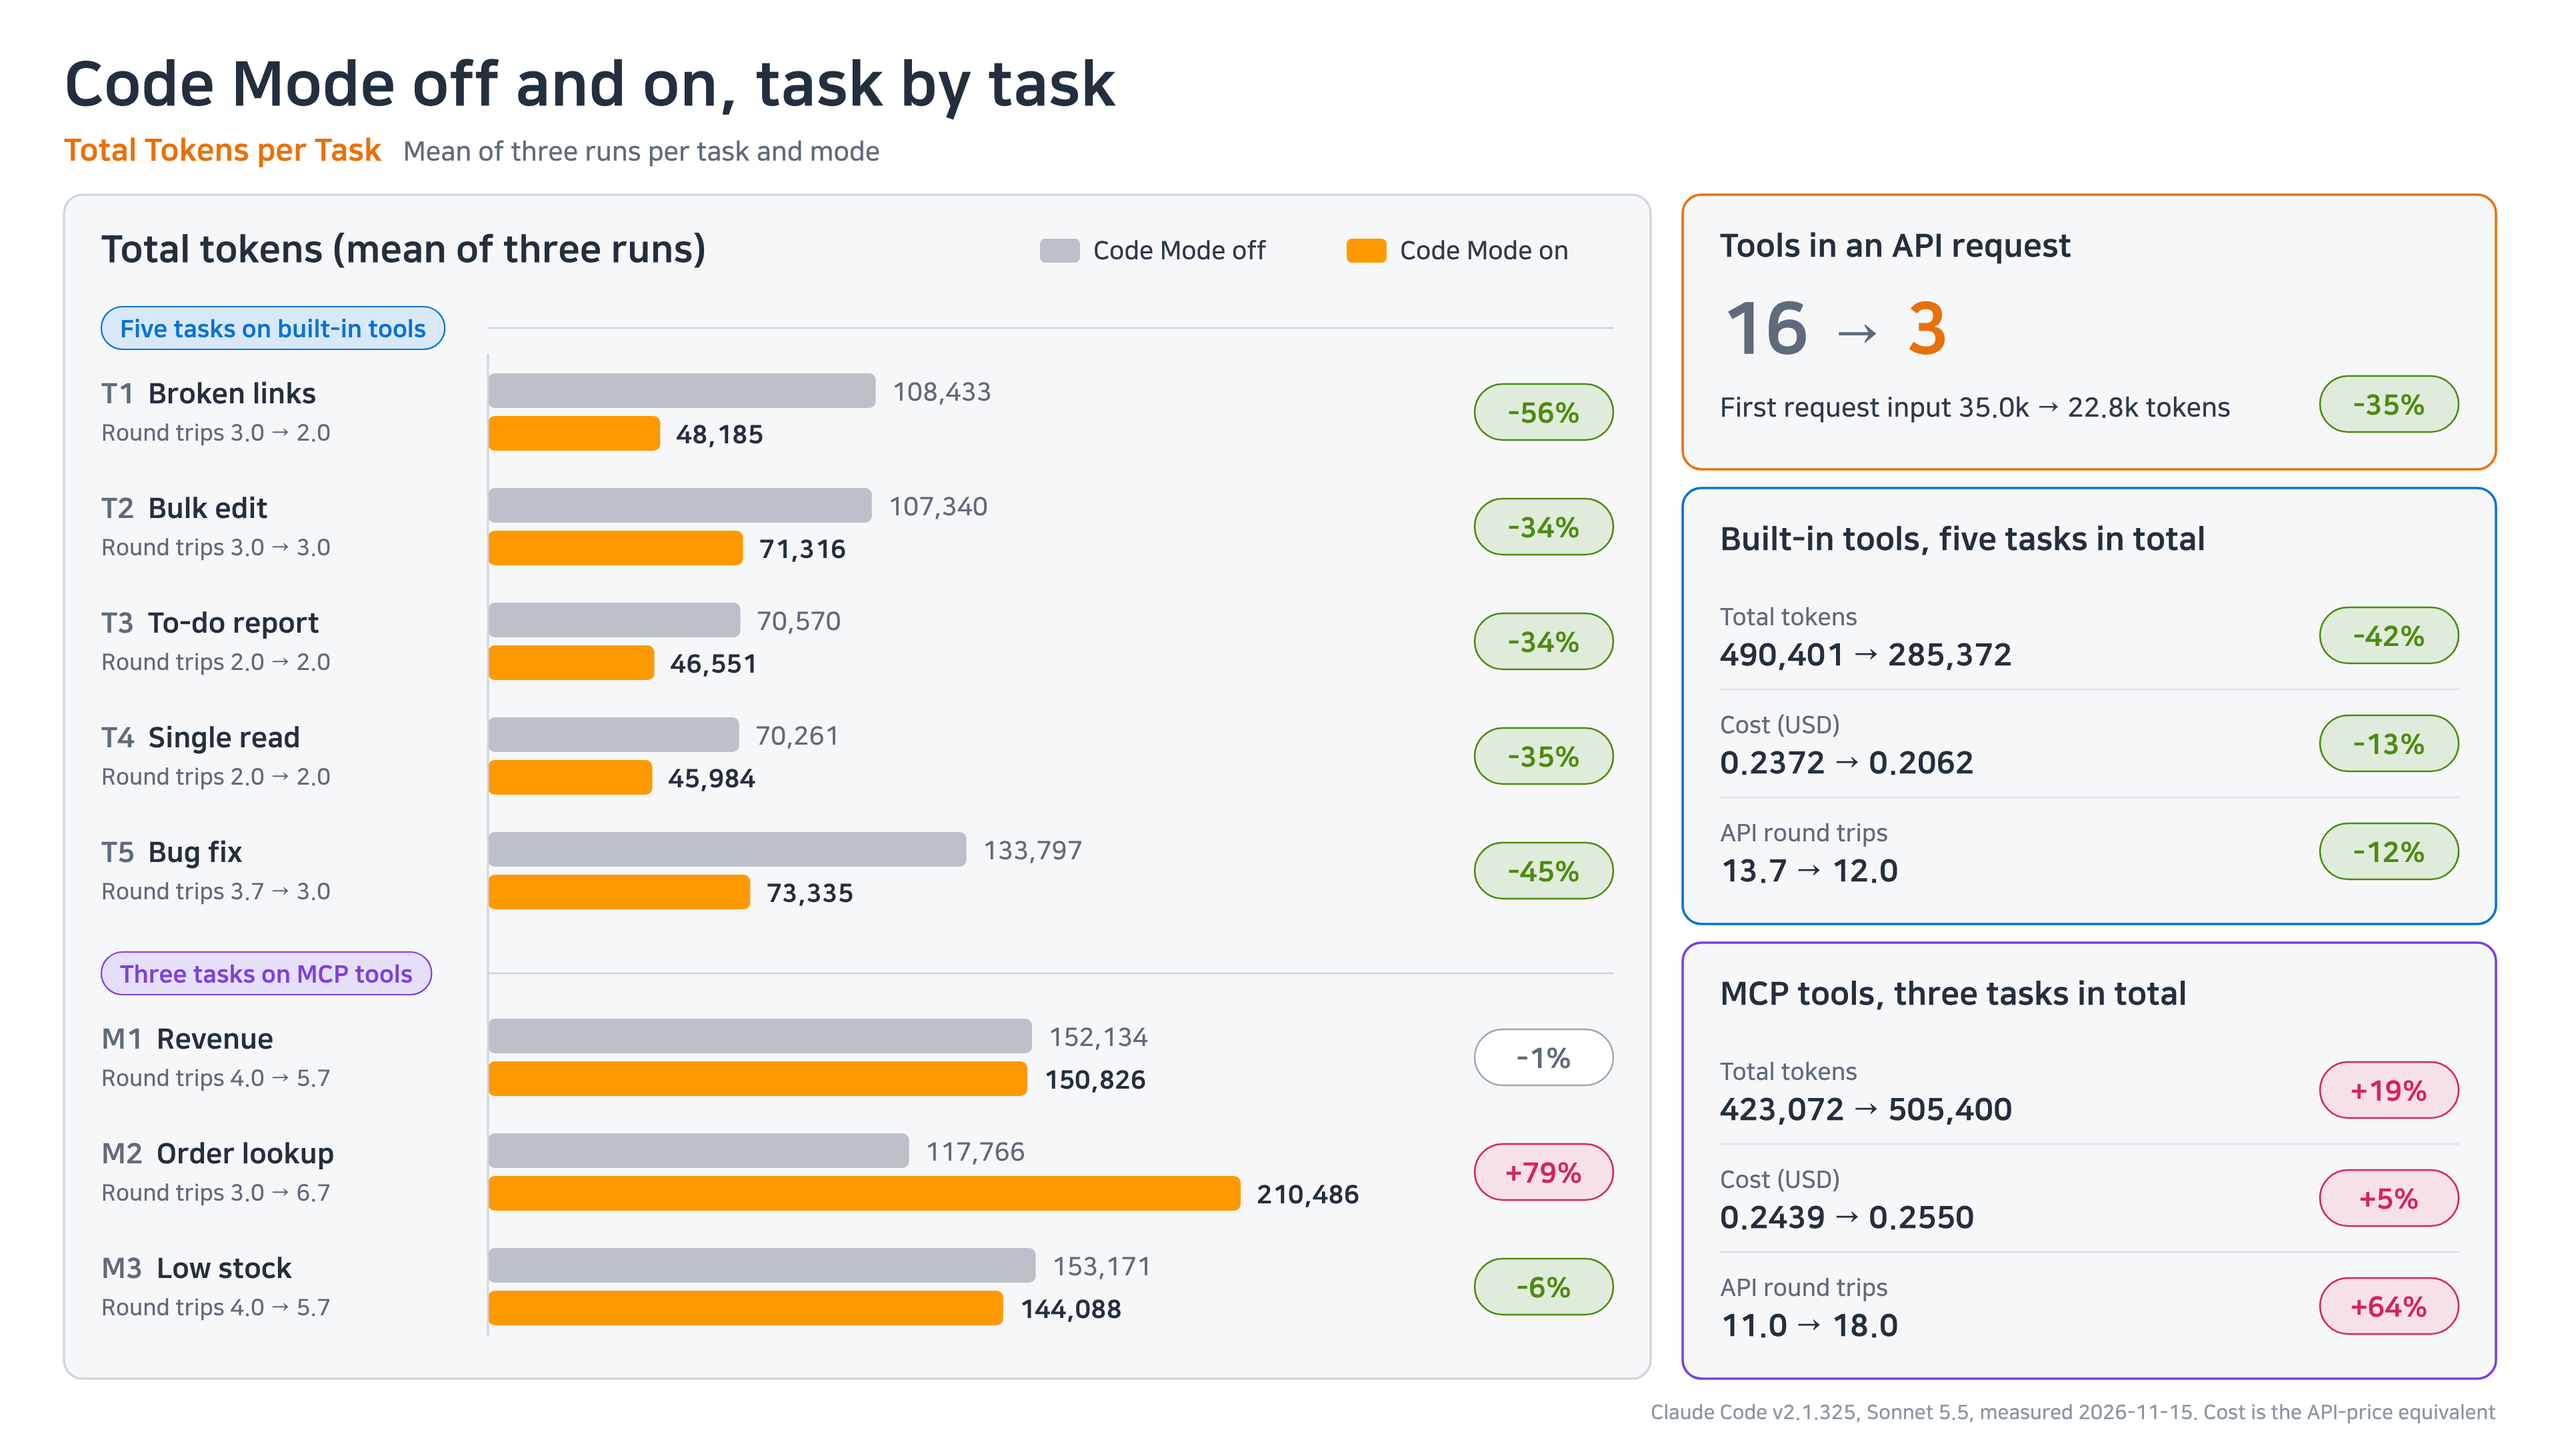 Code Mode off and on, task by task
Total Tokens per Task Mean of three runs per task and mode
Total tokens (mean of three runs)
Code Mode off
Code Mode on
Five tasks on built-in tools
T1 Broken links
Round trips 3.0 → 2.0
108,433
48,185
-56%
T2 Bulk edit
Round trips 3.0 → 3.0
107,340
71,316
-34%
T3 To-do report
Round trips 2.0 → 2.0
70,570
46,551
-34%
T4 Single read
Round trips 2.0 → 2.0
70,261
45,984
-35%
T5 Bug fix
Round trips 3.7 → 3.0
133,797
73,335
-45%
Three tasks on MCP tools
M1 Revenue
Round trips 4.0 → 5.7
152,134
150,826
-1%
M2 Order lookup
Round trips 3.0 → 6.7
117,766
210,486
+79%
M3 Low stock
Round trips 4.0 → 5.7
153,171
144,088
-6%
Tools in an API request
16 → 3
First request input 35.0k → 22.8k tokens
-35%
Built-in tools, five tasks in total
Total tokens
490,401 → 285,372
-42%
Cost (USD)
0.2372 → 0.2062
-13%
API round trips
13.7 → 12.0
-12%
MCP tools, three tasks in total
Total tokens
423,072 → 505,400
+19%
Cost (USD)
0.2439 → 0.2550
+5%
API round trips
11.0 → 18.0
+64%
Claude Code v2.1.325, Sonnet 5.5, measured 2026-11-15. Cost is the API-price equivalent